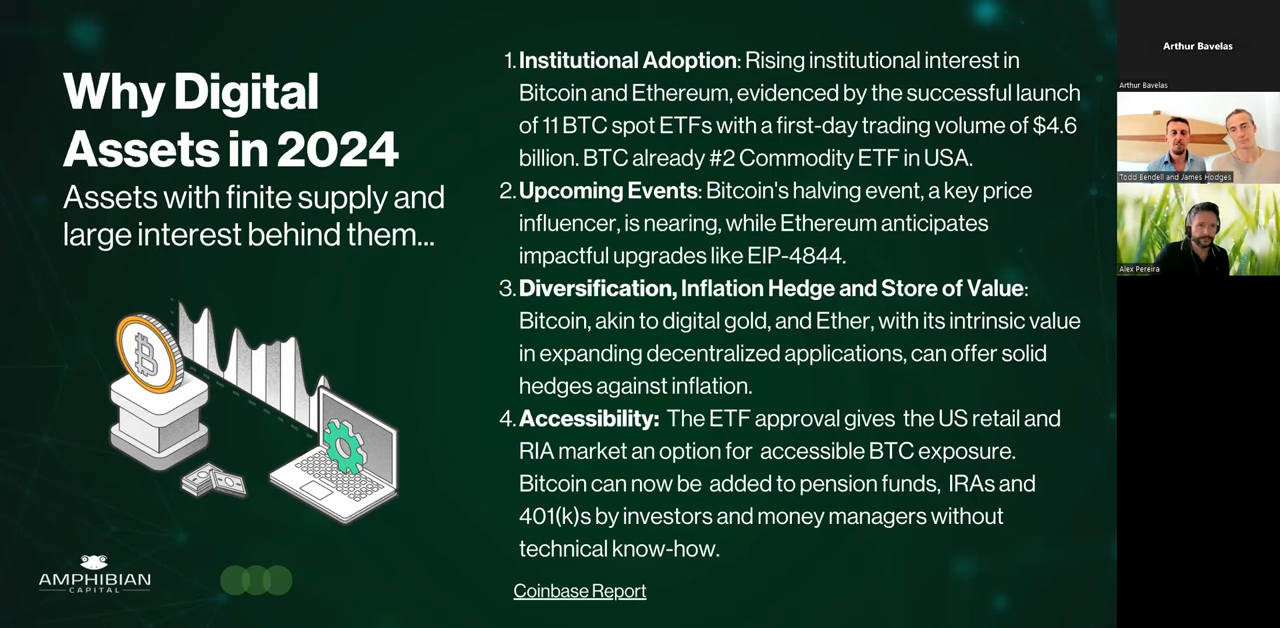 Why Digital
Assets in 2024
Assets with finite supply and
large interest behind them...
AMPHIBIAN
CAPITAL
1. Institutional Adoption: Rising institutional interest in
Bitcoin and Ethereum, evidenced by the successful launch
of 11 BTC spot ETFs with a first-day trading volume of $4.6
billion. BTC already #2 Commodity ETF in USA.
2. Upcoming Events: Bitcoin's halving event, a key price
influencer, is nearing, while Ethereum anticipates
impactful upgrades like EIP-4844.
3. Diversification, Inflation Hedge and Store of Value:
Bitcoin, akin to digital gold, and Ether, with its intrinsic value
in expanding decentralized applications, can offer solid
hedges against inflation.
4. Accessibility: The ETF approval gives the US retail and
RIA market an option for accessible BTC exposure.
Bitcoin can now be added to pension funds, IRAs and
401(k)s by investors and money managers without
technical know-how.
Coinbase Report
Arthur Bavelas
Arthur Bavelas
Todd Bendell and James Hodges
Alex Pereira